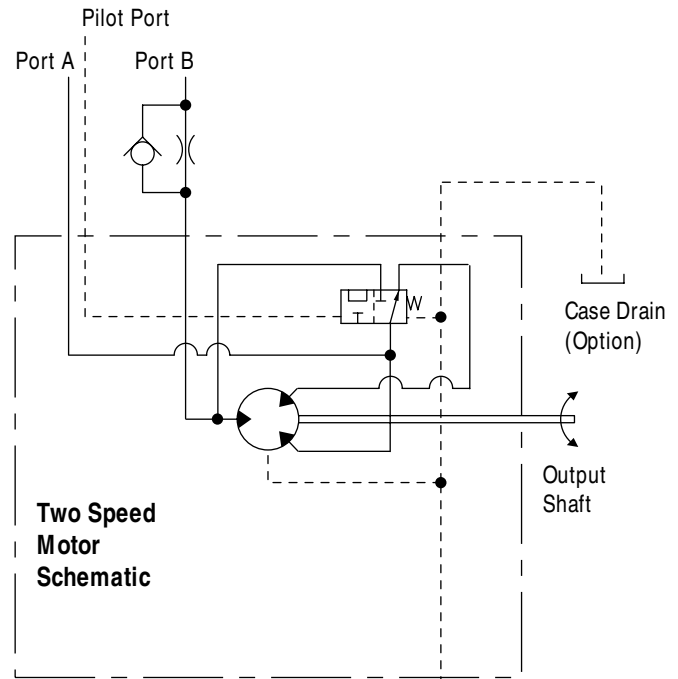 Pilot Port
Port A
Port B
Case Drain
(Option)
Output
Shaft
Two Speed
Motor
Schematic